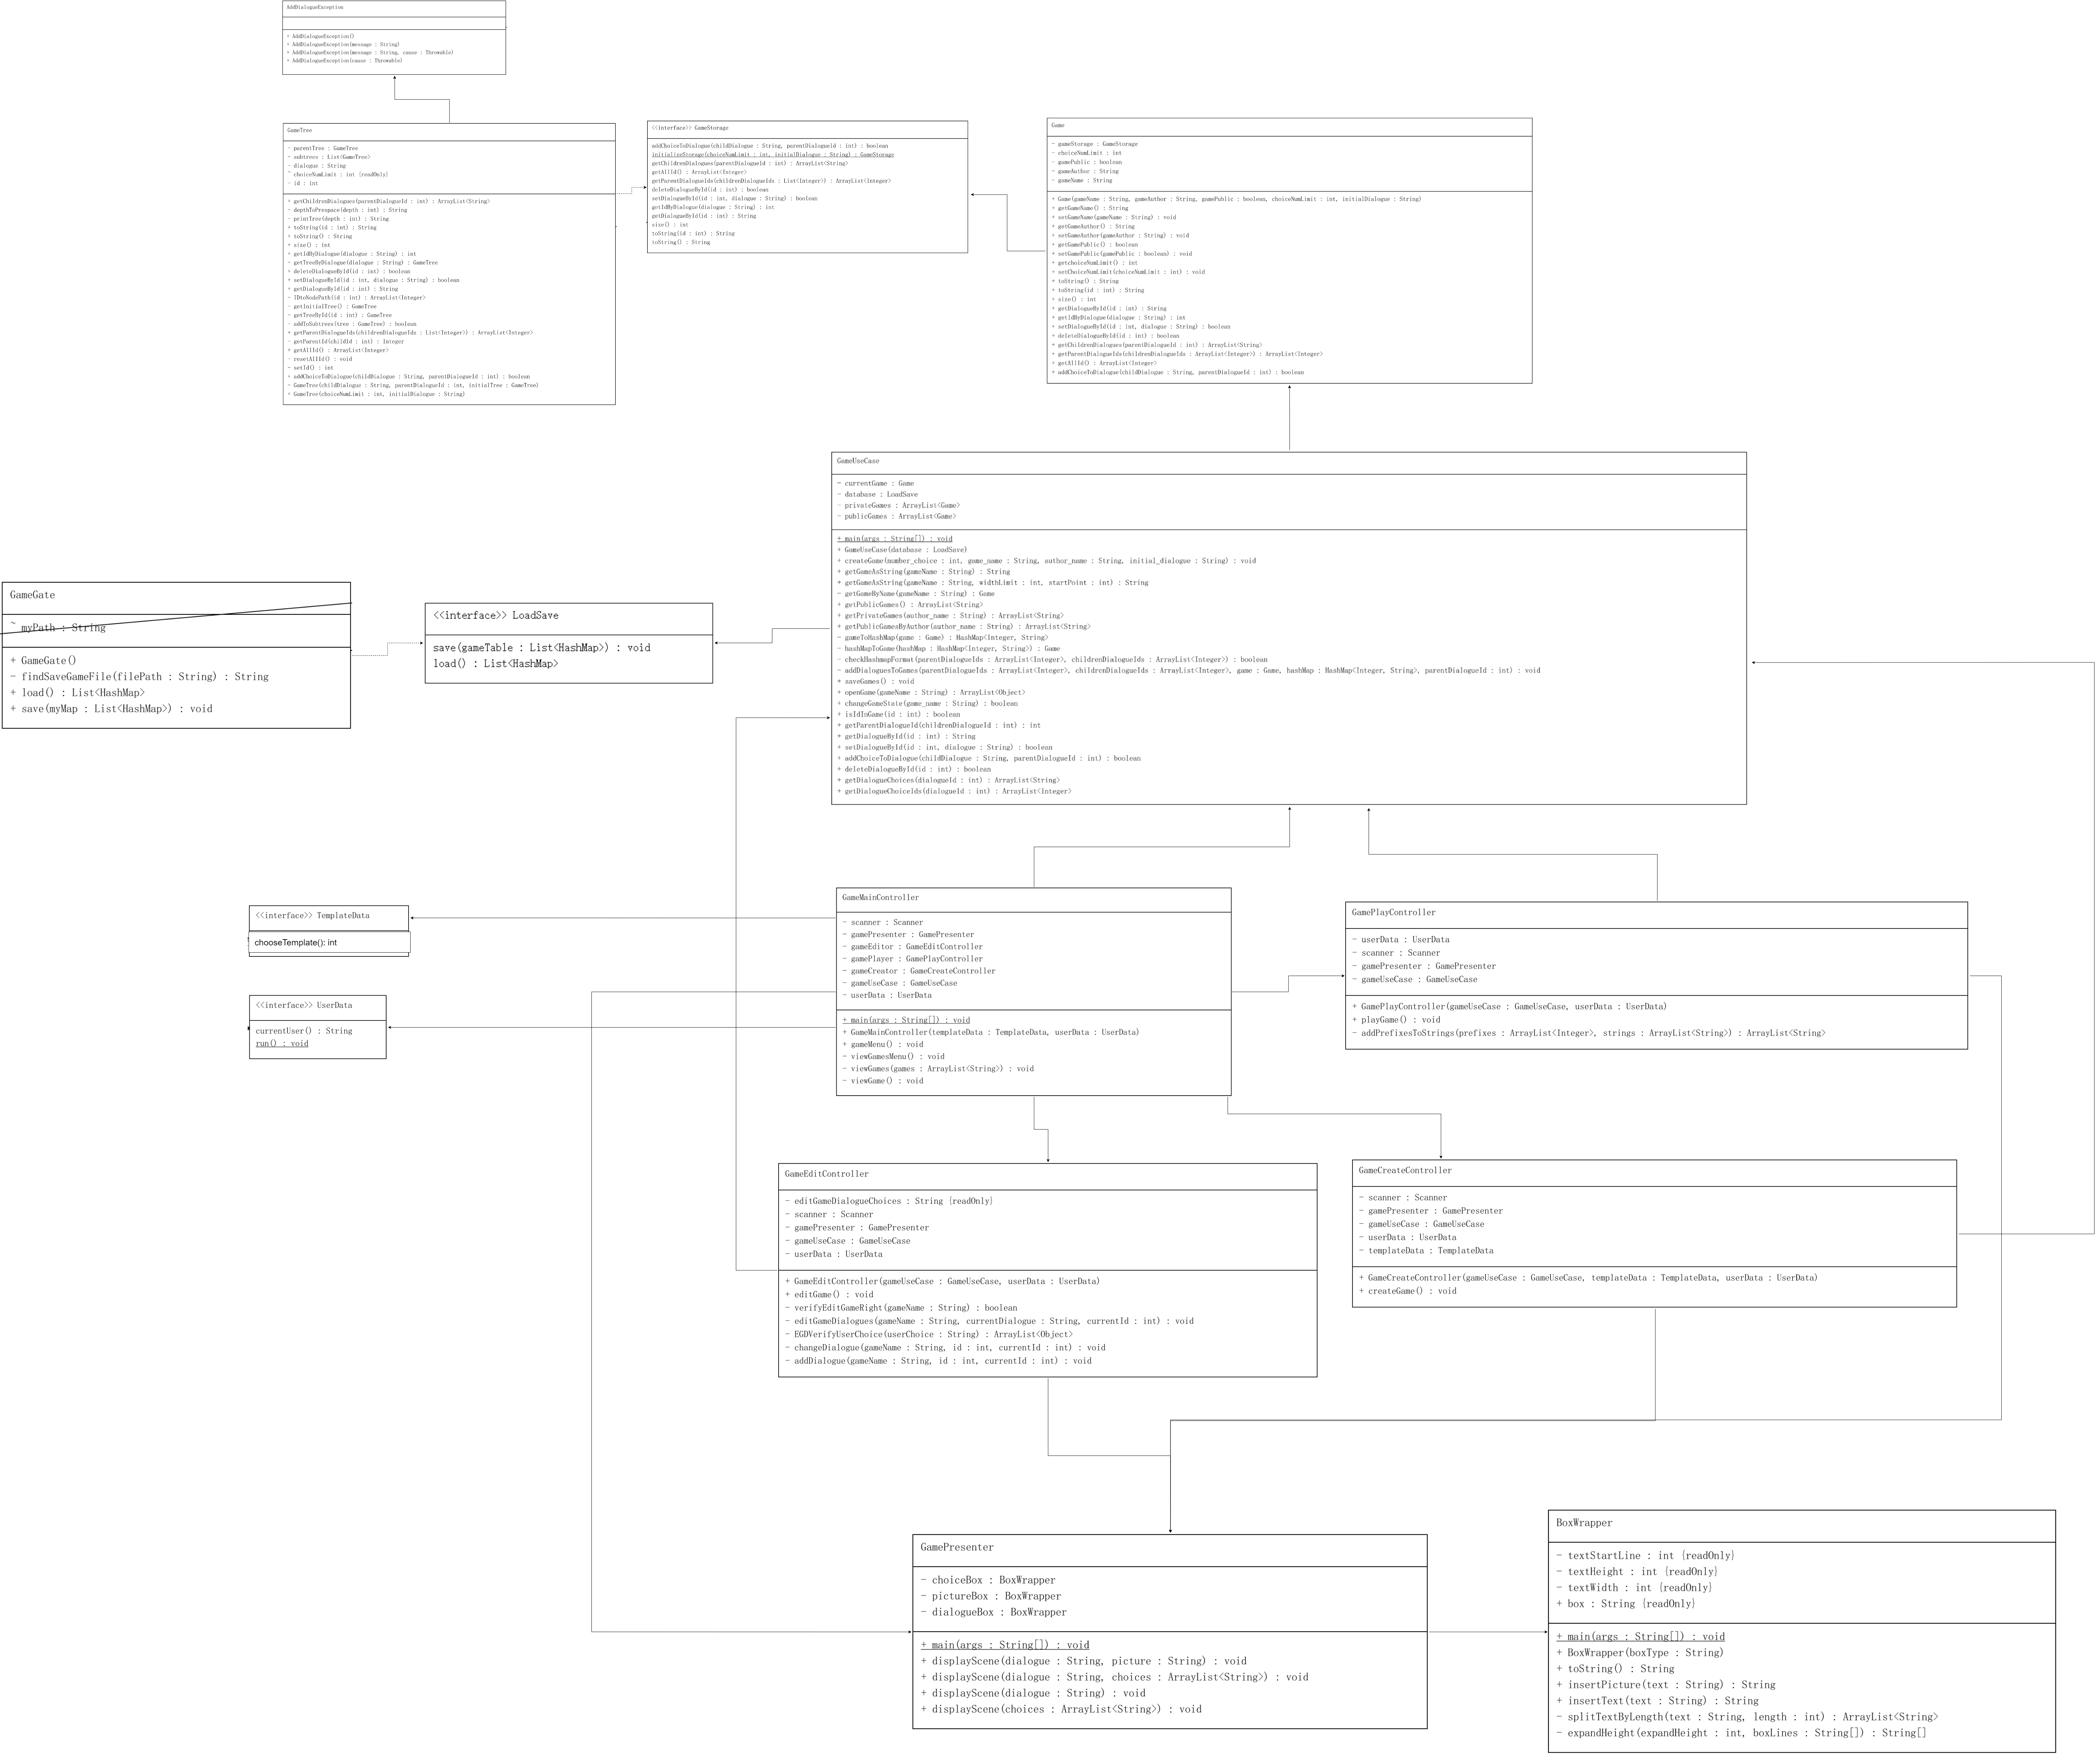 AddDialogueException
+ AddDialogueException()
+ AddDialogueException(message : String)
+ AddDialogueException(message : String, cause : Throwable)
+ AddDialogueException(cause : Throwable)
GameTree
- parentTree : GameTree
- subtrees : List<GameTree>
- dialogue : String
~ choiceNumLimit : int {readOnly}
- id : int
+ getChildrenDialogues(parentDialogueId : int) : ArrayList<String>
- depthToPrespace(depth : int) : String
- printTree(depth : int) : String
+ toString(id : int) : String
+ toString() : String
+ size() : int
+ getIdByDialogue(dialogue : String) : int
- getTreeByDialogue(dialogue : String) : GameTree
+ deleteDialogueById(id : int) : boolean
+ setDialogueById(id : int, dialogue : String) : boolean
+ getDialogueById(id : int) : String
- IDtoNodePath(id : int) : ArrayList<Integer>
- getInitialTree() : GameTree
- getTreeById(id : int) : GameTree
- addToSubtrees(tree : GameTree) : boolean
+ getParentDialogueIds(childrenDialogueIds : List<Integer>) : ArrayList<Integer>
- getParentId(childId : int) : Integer
+ getAllId() : ArrayList<Integer>
- resetAllId() : void
- setId() : int
+ addChoiceToDialogue(childDialogue : String, parentDialogueId : int) : boolean
- GameTree(childDialogue : String, parentDialogueId : int, initialTree : GameTree)
+ GameTree(choiceNumLimit : int, initialDialogue : String)
<<interface>> GameStorage
addChoiceToDialogue(childDialogue : String, parentDialogueId : int) : boolean
initializeStorage(choiceNumLimit : int, initialDialogue : String) : GameStorage
getChildrenDialogues(parentDialogueId : int) : ArrayList<String>
getAllId() : ArrayList<Integer>
getParentDialogueIds(childrenDialogueIds : List<Integer>) : ArrayList<Integer>
deleteDialogueById(id : int) : boolean
setDialogueById(id : int, dialogue : String) : boolean
getIdByDialogue(dialogue : String) : int
getDialogueById(id : int) : String
size() : int
toString(id : int) : String
toString() : String
Game
- gameStorage : GameStorage
- choiceNumLimit : int
- gamePublic : boolean
- gameAuthor : String
- gameName : String
+ Game(gameName : String, gameAuthor : String, gamePublic : boolean, choiceNumLimit : int, initialDialogue : String)
+ getGameName() : String
+ setGameName(gameName : String) : void
+ getGameAuthor() : String
+ setGameAuthor(gameAuthor : String) : void
+ getGamePublic() : boolean
+ setGamePublic(gamePublic : boolean) : void
+ getchoiceNumLimit() : int
+ setChoiceNumLimit(choiceNumLimit : int) : void
+ toString() : String
+ toString(id : int) : String
+ size() : int
+ getDialogueById(id : int) : String
+ getIdByDialogue(dialogue : String) : int
+ setDialogueById(id : int, dialogue : String) : boolean
+ deleteDialogueById(id : int) : boolean
+ getChildrenDialogues(parentDialogueId : int) : ArrayList<String>
+ getParentDialogueIds(childrenDialogueIds : ArrayList<Integer>) : ArrayList<Integer>
+ getAllId() : ArrayList<Integer>
+ addChoiceToDialogue(childDialogue : String, parentDialogueId : int) : boolean
GameUseCase
- currentGame : Game
- database : LoadSave
- privateGames : ArrayList<Game>
- publicGames : ArrayList<Game>
+ main(args : String[]) : void
+ GameUseCase(database : LoadSave)
+ createGame(number_choice : int, game_name : String, author_name : String, initial_dialogue : String) : void
+ getGameAsString(gameName : String) : String
+ getGameAsString(gameName : String, widthLimit : int, startPoint : int) : String
- getGameByName(gameName : String) : Game
+ getPublicGames() : ArrayList<String>
+ getPrivateGames(author_name : String) : ArrayList<String>
+ getPublicGamesByAuthor(author_name : String) : ArrayList<String>
- gameToHashMap(game : Game) : HashMap<Integer, String>
- hashMapToGame(hashMap : HashMap<Integer, String>) : Game
- checkHashmapFormat(parentDialogueIds : ArrayList<Integer>, childrenDialogueIds : ArrayList<Integer>) : boolean
- addDialoguesToGames(parentDialogueIds : ArrayList<Integer>, childrenDialogueIds : ArrayList<Integer>, game : Game, hashMap : HashMap<Integer, String>, parentDialogueId : int) : void
+ saveGames() : void
+ openGame(gameName : String) : ArrayList<Object>
+ changeGameState(game_name : String) : boolean
+ isIdInGame(id : int) : boolean
+ getParentDialogueId(childrenDialogueId : int) : int
+ getDialogueById(id : int) : String
+ setDialogueById(id : int, dialogue : String) : boolean
+ addChoiceToDialogue(childDialogue : String, parentDialogueId : int) : boolean
+ deleteDialogueById(id : int) : boolean
+ getDialogueChoices(dialogueId : int) : ArrayList<String>
+ getDialogueChoiceIds(dialogueId : int) : ArrayList<Integer>
GameGate
~ myPath : String
+ GameGate()
- findSaveGameFile(filePath : String) : String
+ load() : List<HashMap>
+ save(myMap : List<HashMap>) : void
<<interface>> LoadSave
save(gameTable : List<HashMap>) : void
load() : List<HashMap>
<<interface>> TemplateData
chooseTemplate(): int
<<interface>> UserData
currentUser() : String
run() : void
GameMainController
- scanner : Scanner
- gamePresenter : GamePresenter
- gameEditor : GameEditController
- gamePlayer : GamePlayController
- gameCreator : GameCreateController
- gameUseCase : GameUseCase
- userData : UserData
+ main(args : String[]) : void
+ GameMainController(templateData : TemplateData, userData : UserData)
+ gameMenu() : void
- viewGamesMenu() : void
- viewGames(games : ArrayList<String>) : void
- viewGame() : void
GamePlayController
- userData : UserData
- scanner : Scanner
- gamePresenter : GamePresenter
- gameUseCase : GameUseCase
+ GamePlayController(gameUseCase : GameUseCase, userData : UserData)
+ playGame() : void
- addPrefixesToStrings(prefixes : ArrayList<Integer>, strings : ArrayList<String>) : ArrayList<String>
GameEditController
- editGameDialogueChoices : String {readOnly}
- scanner : Scanner
- gamePresenter : GamePresenter
- gameUseCase : GameUseCase
- userData : UserData
+ GameEditController(gameUseCase : GameUseCase, userData : UserData)
+ editGame() : void
- verifyEditGameRight(gameName : String) : boolean
- editGameDialogues(gameName : String, currentDialogue : String, currentId : int) : void
- EGDVerifyUserChoice(userChoice : String) : ArrayList<Object>
- changeDialogue(gameName : String, id : int, currentId : int) : void
- addDialogue(gameName : String, id : int, currentId : int) : void
GameCreateController
- scanner : Scanner
- gamePresenter : GamePresenter
- gameUseCase : GameUseCase
- userData : UserData
- templateData : TemplateData
+ GameCreateController(gameUseCase : GameUseCase, templateData : TemplateData, userData : UserData)
+ createGame() : void
GamePresenter
- choiceBox : BoxWrapper
- pictureBox : BoxWrapper
- dialogueBox : BoxWrapper
+ main(args : String[]) : void
+ displayScene(dialogue : String, picture : String) : void
+ displayScene(dialogue : String, choices : ArrayList<String>) : void
+ displayScene(dialogue : String) : void
+ displayScene(choices : ArrayList<String>) : void
BoxWrapper
- textStartLine : int {readOnly}
- textHeight : int {readOnly}
- textWidth : int {readOnly}
+ box : String {readOnly}
+ main(args : String[]) : void
+ BoxWrapper(boxType : String)
+ toString() : String
+ insertPicture(text : String) : String
+ insertText(text : String) : String
- splitTextByLength(text : String, length : int) : ArrayList<String>
- expandHeight(expandHeight : int, boxLines : String[]) : String[]